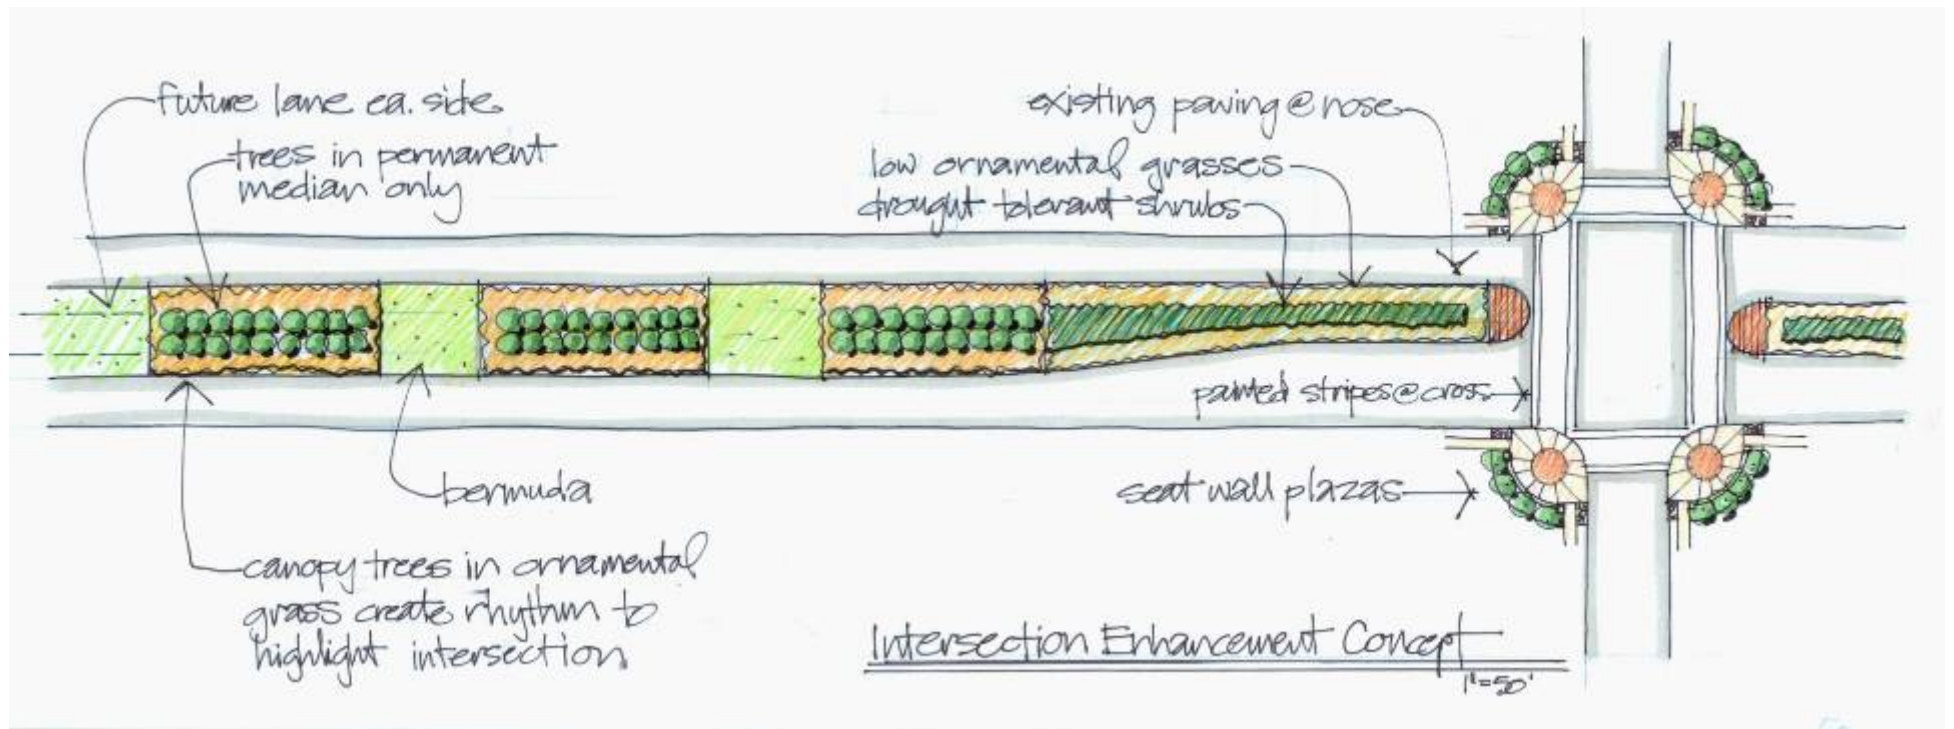 future lane ea. side
trees in permanent
median only
existing paving @ nose
low ornamental grasses
drought tolerant shrubs
painted stripes @ cross
bermuda
seat wall plazas
canopy trees in ornamental
grass create rhythm to
highlight intersection
Intersection Enhancement Concept
1"=50'